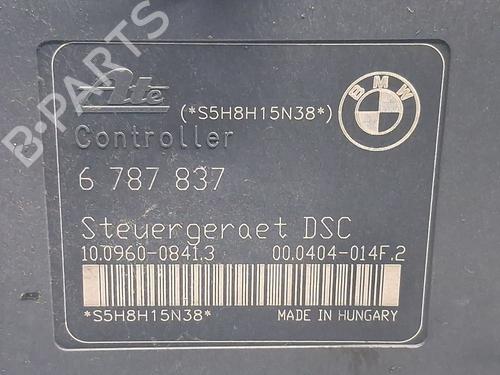 Ate
(*S5H8H15N38*)
BMW
Controller
6 787 837
Steuergeraet DSC
10.0960-0841.3 00.0404-014F.2
*S5H8H15N38* MADE IN HUNGARY
B-PARTS